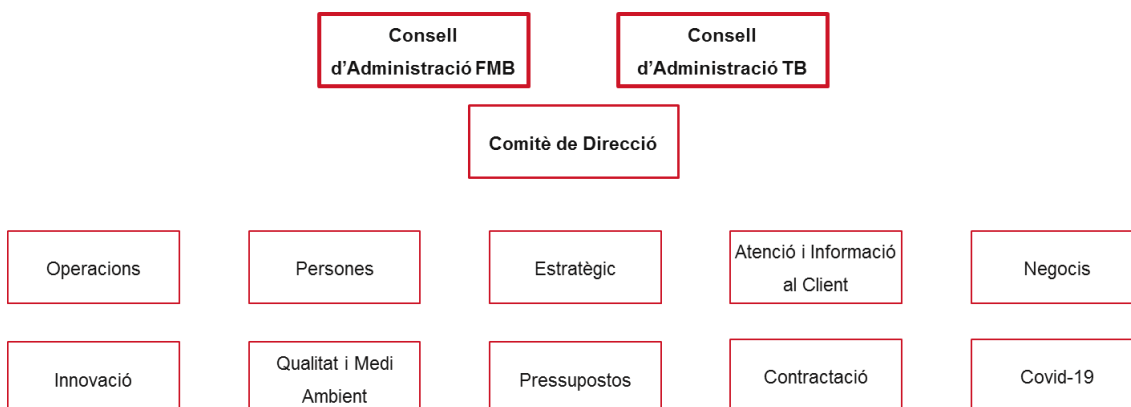 Consell
d'Administració FMB
Consell
d'Administració TB
Comitè de Direcció
Operacions
Persones
Estratègic
Atenció i Informació
al Client
Negocis
Innovació
Qualitat i Medi
Ambient
Pressupostos
Contractació
Covid-19